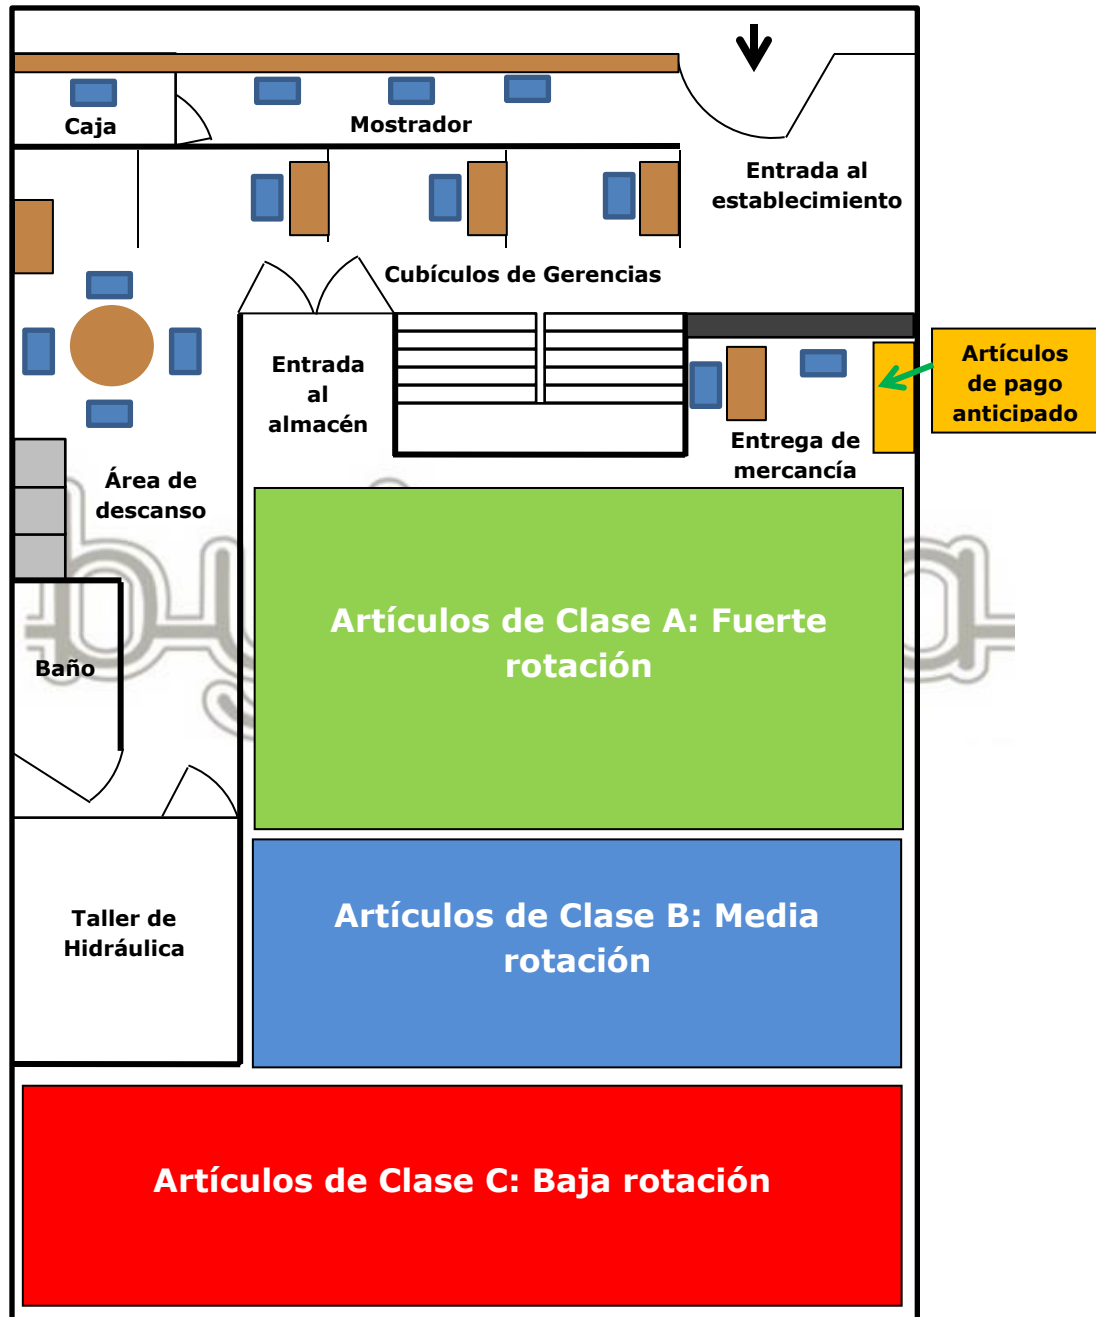 Caja
Mostrador
Entrada al
establecimiento
Cubículos de Gerencias
Entrada
al
almacén
Artículos
de pago
anticipado
Entrega de
mercancía
Área de
descanso
Artículos de Clase A: Fuerte
rotación
Baño
Taller de
Hidráulica
Artículos de Clase B: Media
rotación
Artículos de Clase C: Baja rotación